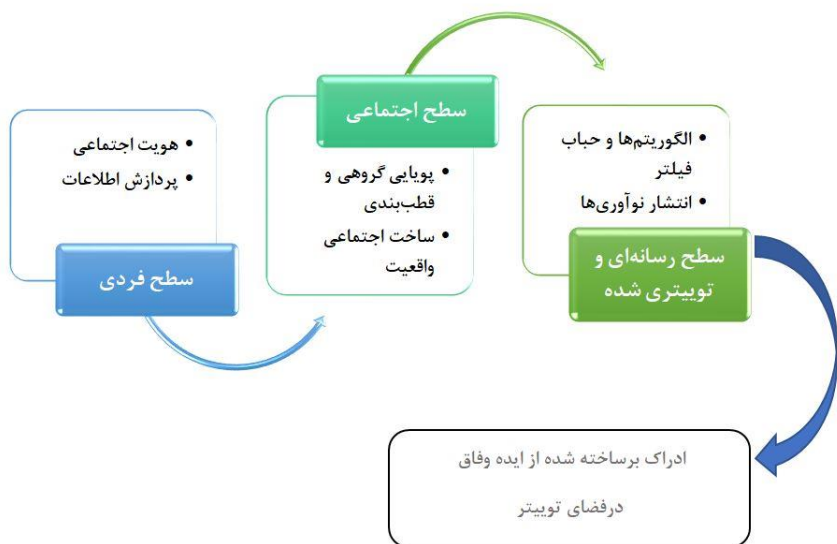 هویت اجتماعی
پردازش اطلاعات
سطح فردی
سطح اجتماعی
پویایی گروهی و
قطب‌بندی
ساخت اجتماعی
واقعیت
الگوریتم‌ها و حباب
فیلتر
انتشار نوآوری‌ها
سطح رسانه‌ای و
توییتری شده
ادراک برساخته شده از ایده وفاق
درفضای توییتر